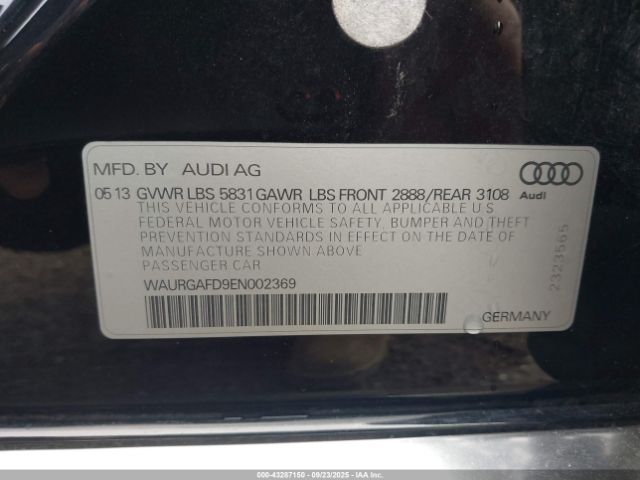 MFD. BY AUDI AG
Audi
05 13 GVWR LBS 5831 GAWR LBS FRONT 2888/REAR 3108
THIS VEHICLE CONFORMS TO ALL APPLICABLE U S
FEDERAL MOTOR VEHICLE SAFETY, BUMPER AND THEFT
PREVENTION STANDARDS IN EFFECT ON THE DATE OF
MANUFACTURE SHOWN ABOVE
PASSENGER CAR
WAURGAFD9EN002369
2323565
GERMANY
000-43287150 - 09/23/2025 - IAAI.COM